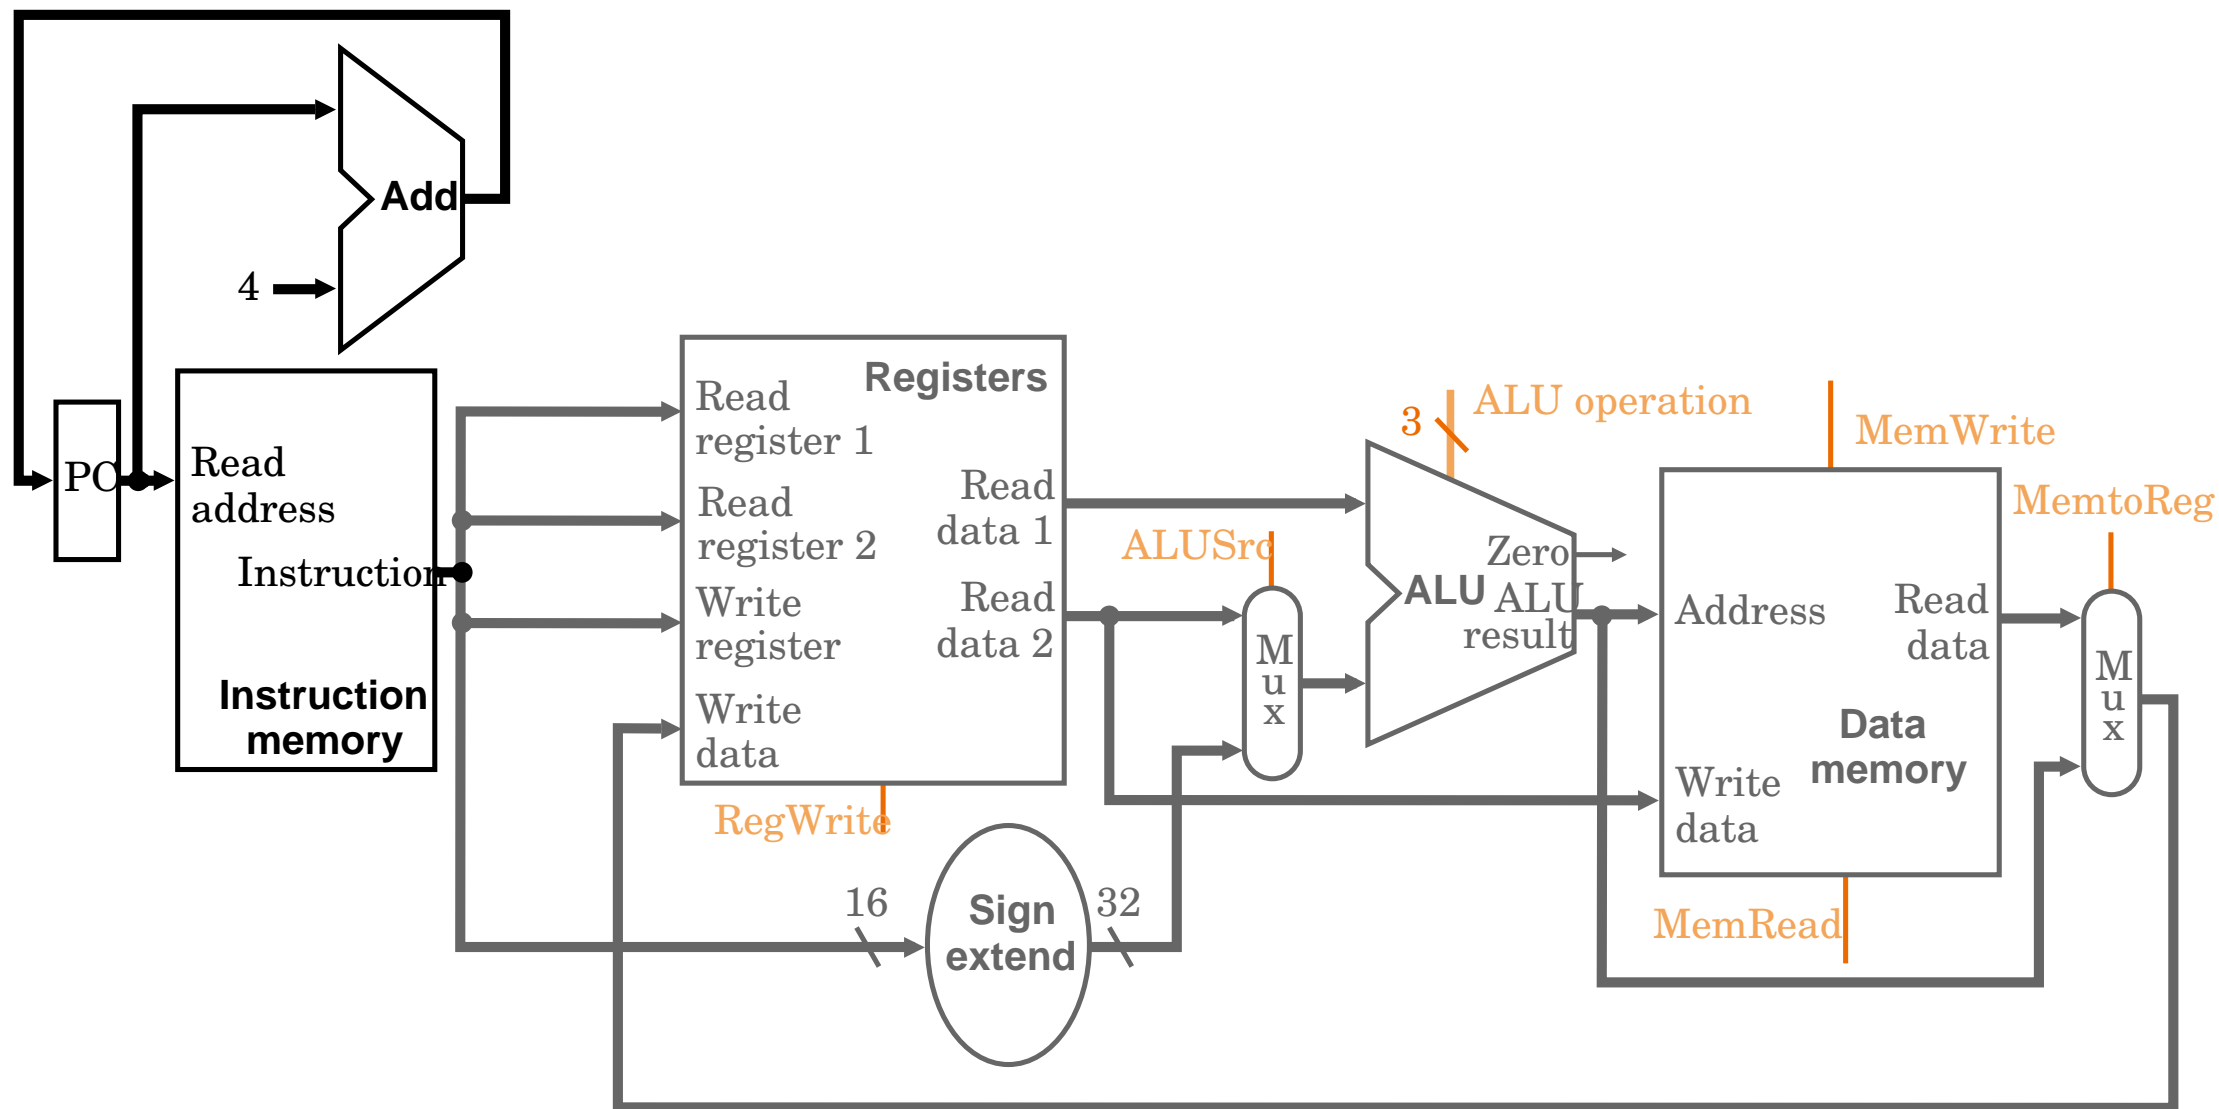 Add
4
PC
Read
address
Instruction
Instruction
memory
Registers
Read
register 1
Read
register 2
Write
register
Write
data
Read
data 1
Read
data 2
RegWrite
16
Sign
extend
32
ALUSrc
M
u
x
3
ALU operation
Zero
ALU
ALU
result
MemWrite
Address
Read
data
Write
data
Data
memory
MemRead
MemtoReg
M
u
x